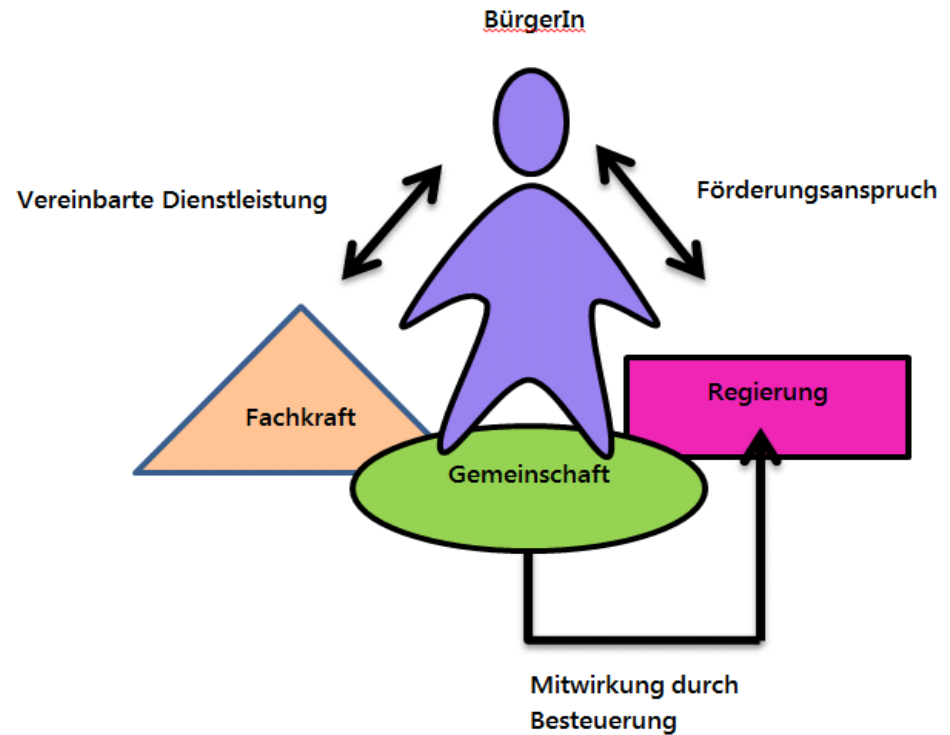 BürgerIn
Vereinbarte Dienstleistung
Förderungsanspruch
Regierung
Fachkraft
Gemeinschaft
Mitwirkung durch
Besteuerung